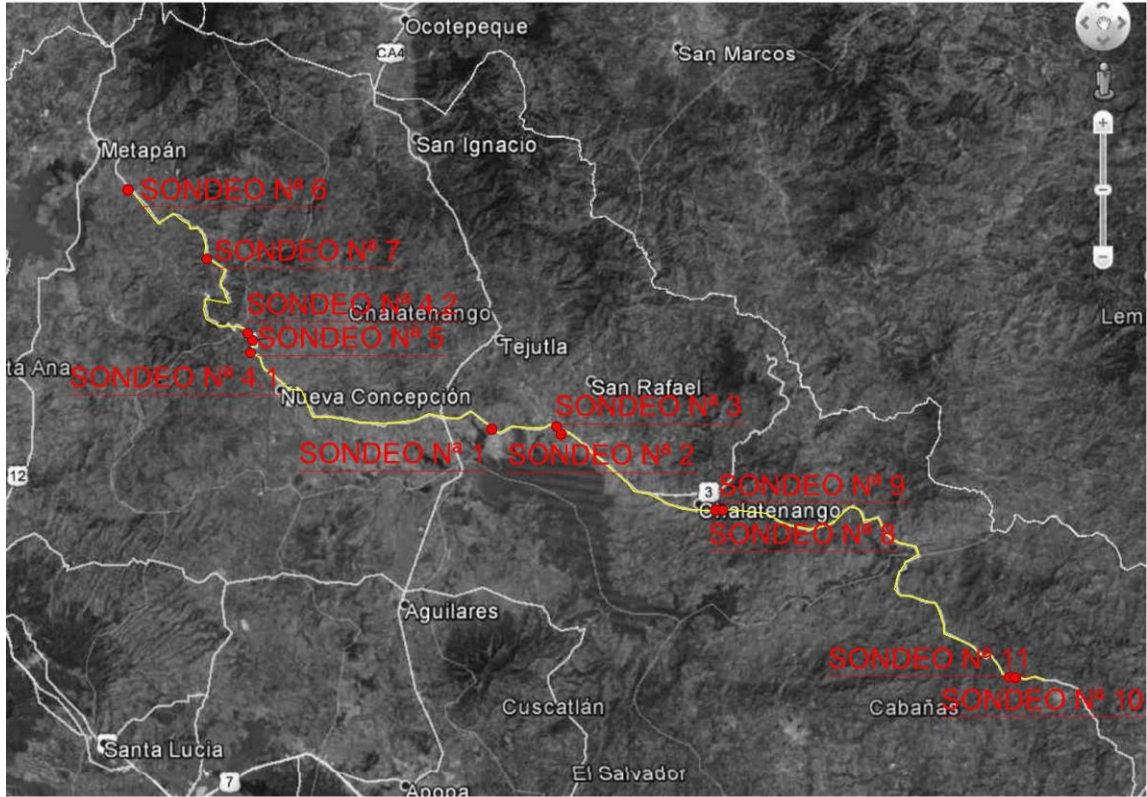 Ocotepeque
CA4
San Marcos
Metapán
San Ignacio
SONDEO Nª 6
SONDEO Nª 7
SONDEO Nª 4.2
Chalatenango
Lem
SONDEO Nª 5
Tejutla
ta Ana
SONDEO Nª 4.1
San Rafael
Nueva Concepción
SONDEO Nª 3
SONDEO Nª 1
SONDEO Nª 2
12
3
SONDEO Nª 9
Chalatenango
SONDEO Nª 8
Aguilares
SONDEO Nª 11
SONDEO Nª 10
Cuscatlán
Cabañas
Santa Lucia
El Salvador
7
Apopa